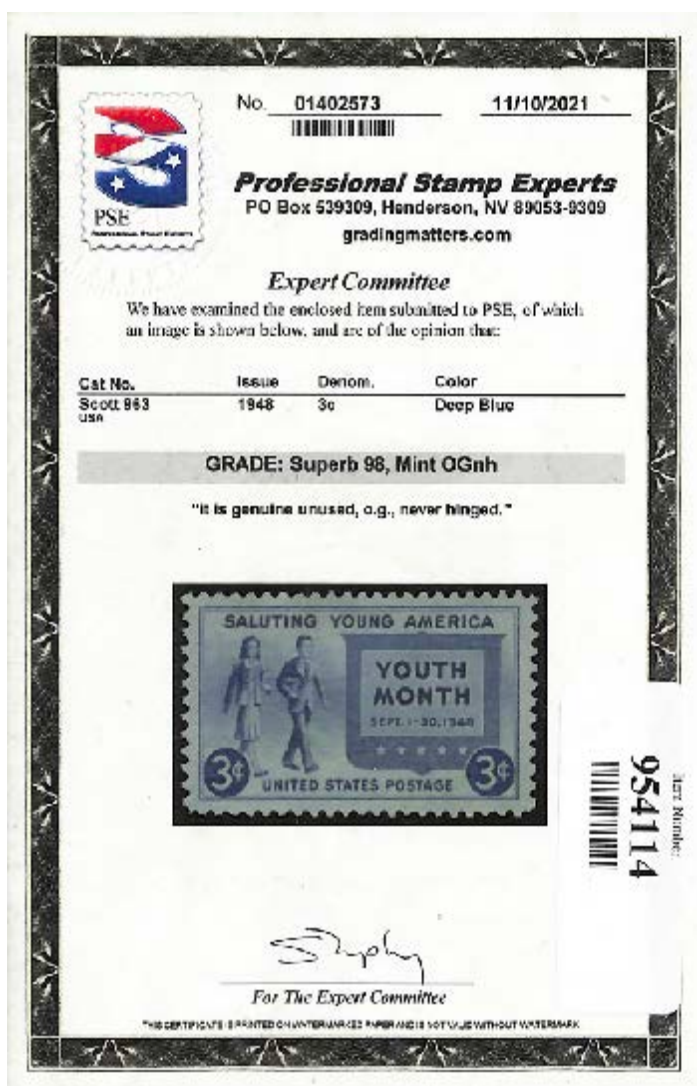 No. 01402573 11/10/2021
PSE
Professional Stamp Experts
Professional Stamp Experts
PO Box 539309, Henderson, NV 89053-9309
gradingmatters.com
Expert Committee
We have examined the enclosed item submitted to PSE, of which
an image is shown below, and are of the opinion that:
Cat No. Issue Denom. Color
Scott 963 1948 3c Deep Blue
USA
GRADE: Superb 98, Mint OGnh
"it is genuine unused, o.g., never hinged."
SALUTING YOUNG AMERICA
YOUTH
MONTH
SEPT. 1-30, 1948
3¢ 3¢
UNITED STATES POSTAGE
Item Number
954114
For The Expert Committee
THIS CERTIFICATE IS PRINTED ON WATERMARKED PAPER AND IS NOT VALID WITHOUT WATERMARK